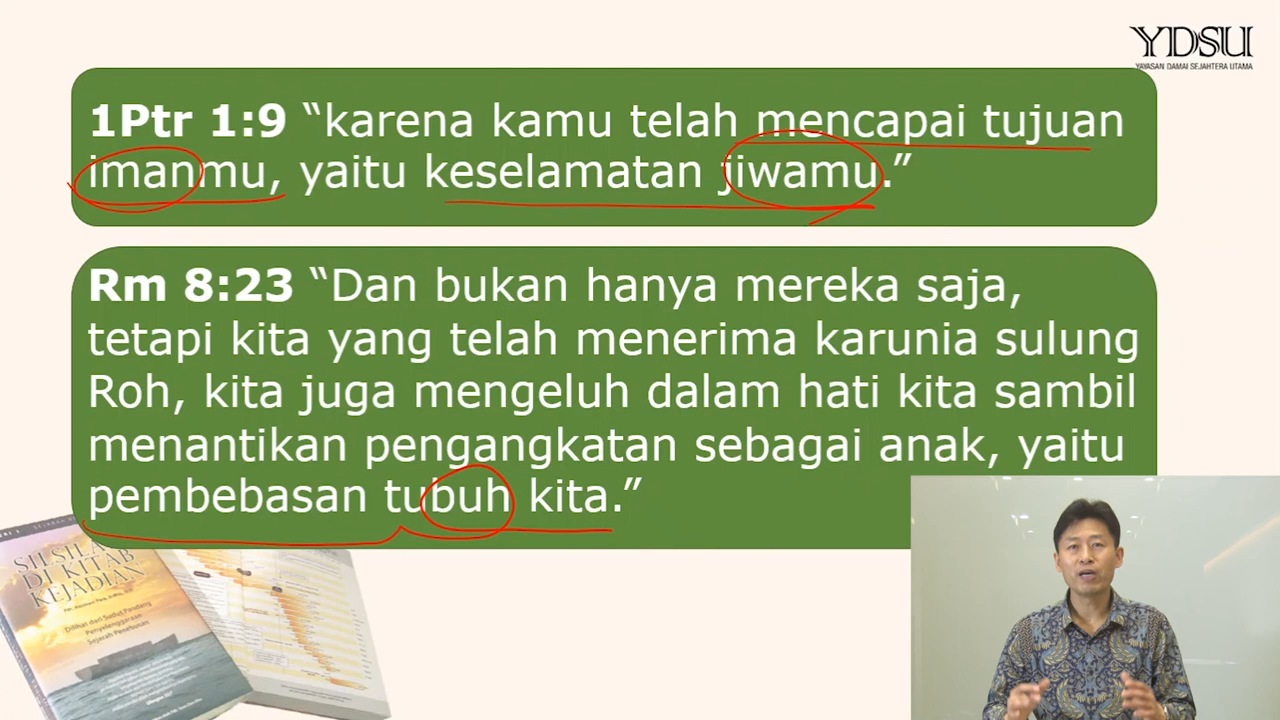 YDSU
YAYASAN DAMAI SEJAHTERA UTAMA
1Ptr 1:9 “karena kamu telah mencapai tujuan
imanmu, yaitu keselamatan jiwamu.”
Rm 8:23 “Dan bukan hanya mereka saja,
tetapi kita yang telah menerima karunia sulung
Roh, kita juga mengeluh dalam hati kita sambil
menantikan pengangkatan sebagai anak, yaitu
pembebasan tubuh kita.”
DI KITAB
KEJADIAN
Dilihat dari Sudut Pandang
Penyelenggaraan
Sejarah Penebusan